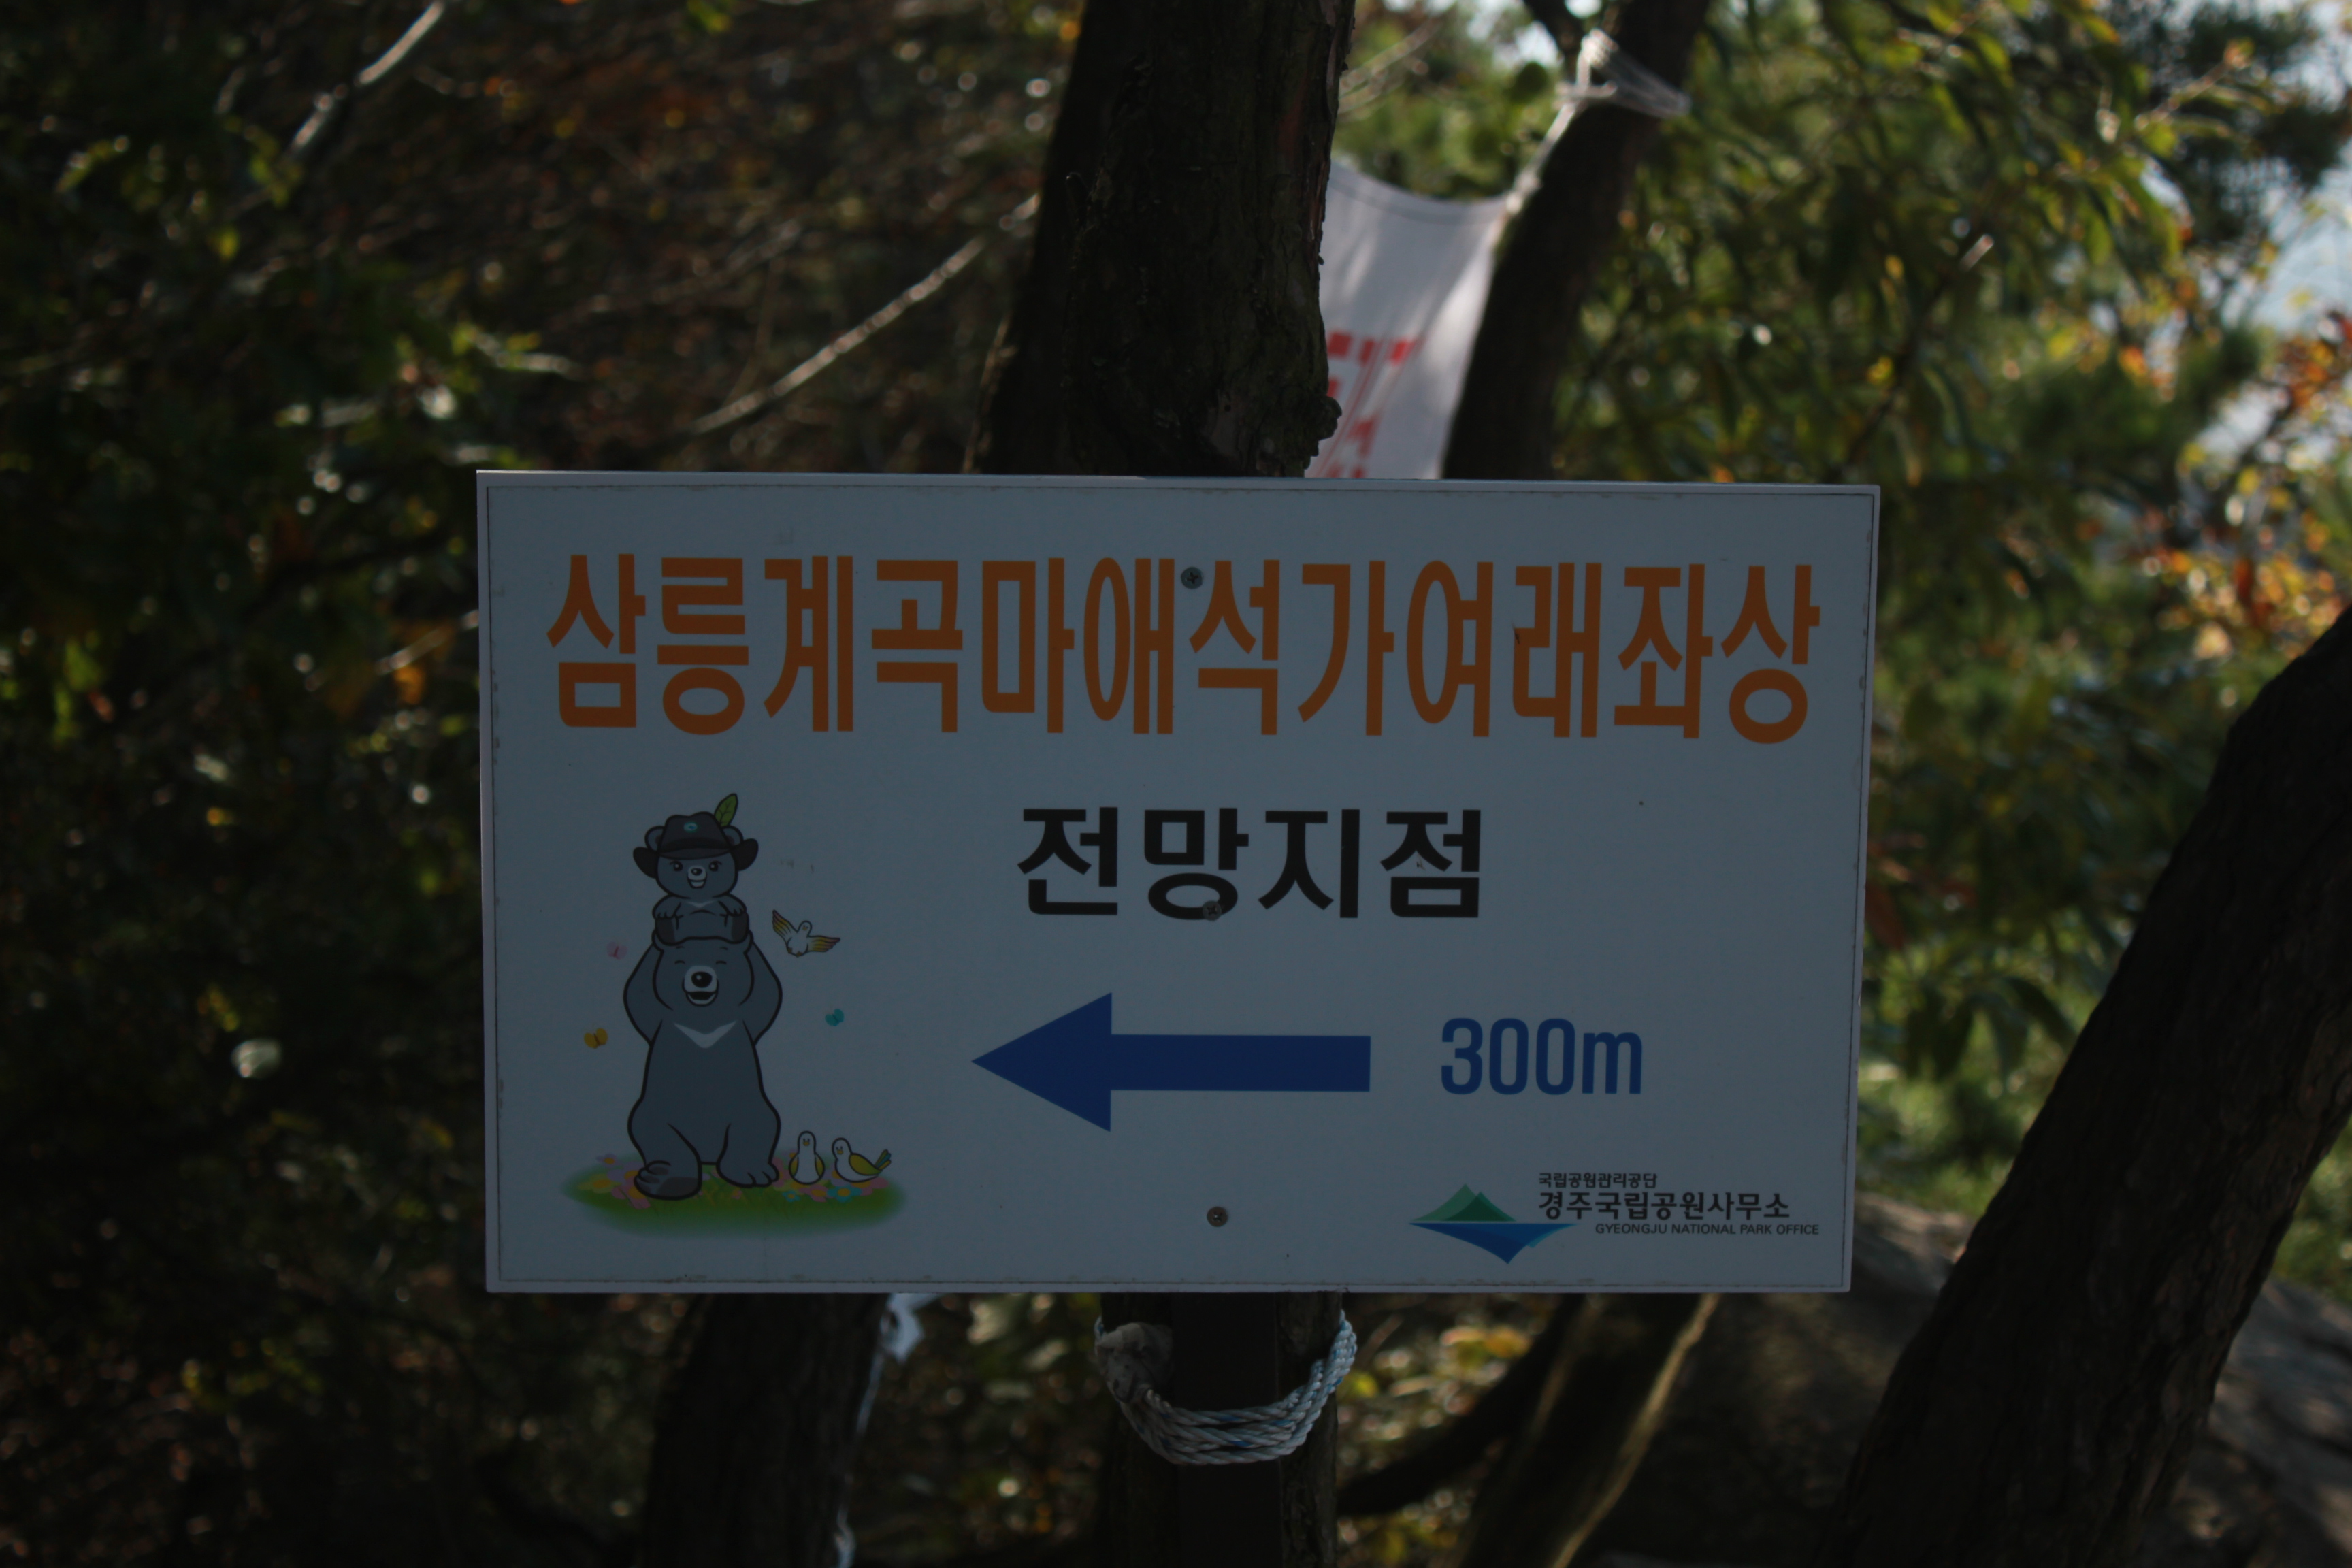 삼릉계곡마애석가여래좌상
전망지점
300m
국립공원관리공단
경주국립공원사무소
GYEONGJU NATIONAL PARK OFFICE